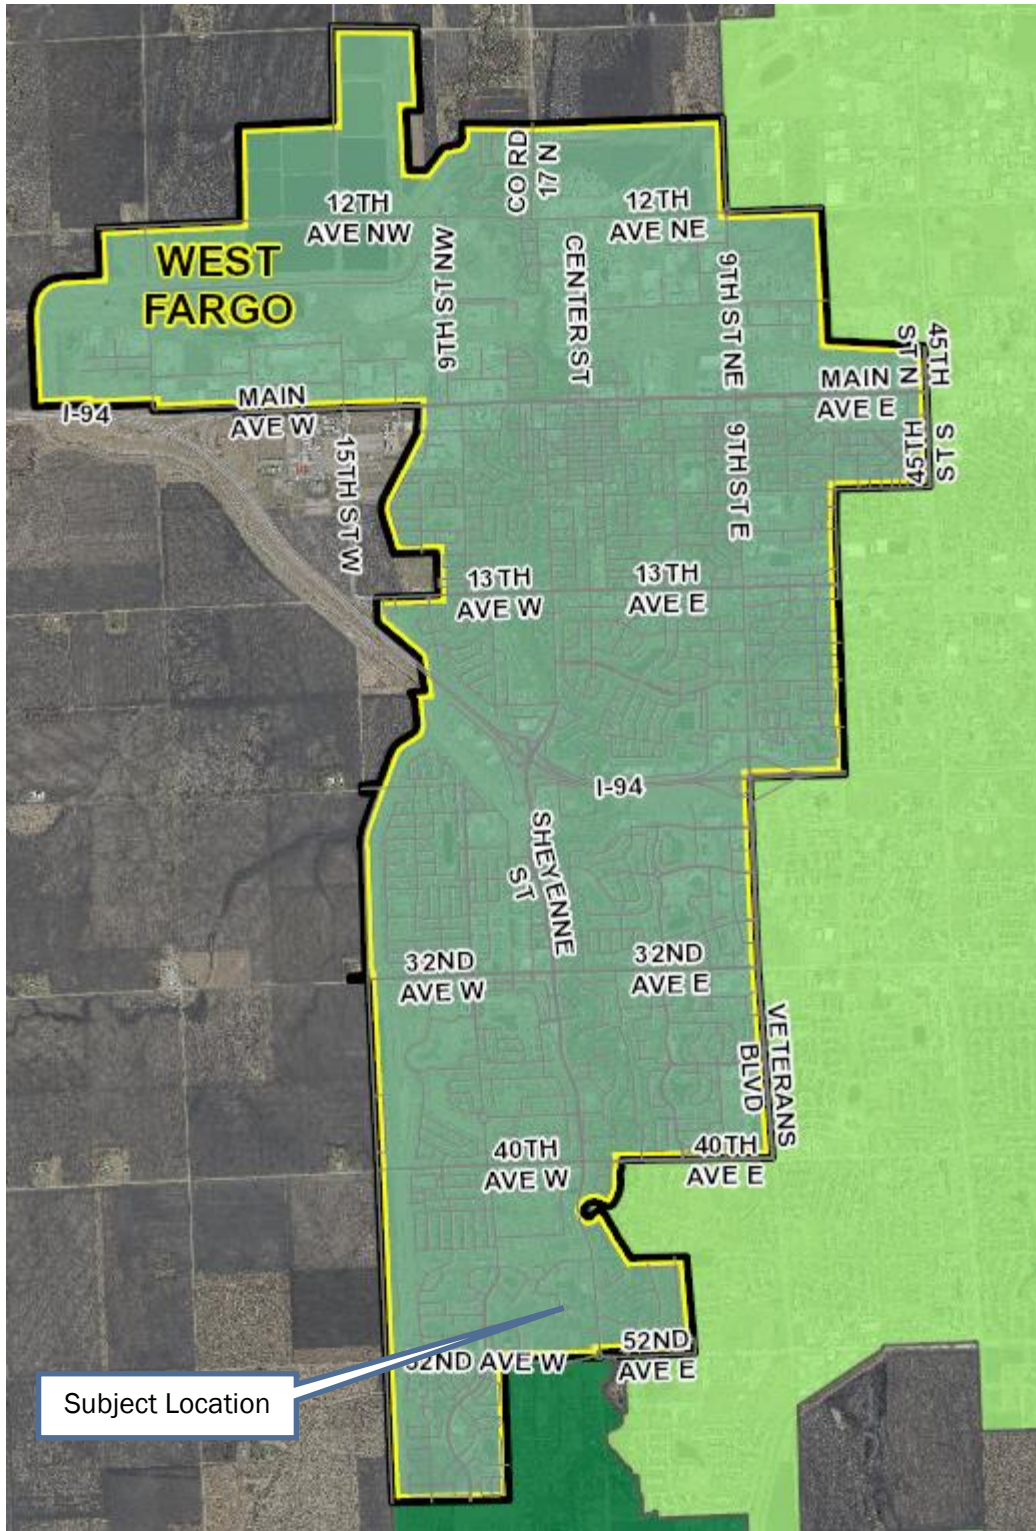 CO RD
17 N
12TH
AVE NW
12TH
AVE NE
WEST
FARGO
9TH ST NW
CENTER ST
9TH ST NE
45TH
ST N
45TH
ST S
MAIN
AVE E
I-94
MAIN
AVE W
15TH ST W
9TH ST E
13TH
AVE W
13TH
AVE E
I-94
SHEYENNE
ST
32ND
AVE W
32ND
AVE E
VETERANS
BLVD
40TH
AVE W
40TH
AVE E
52ND AVE W
52ND
AVE E
Subject Location